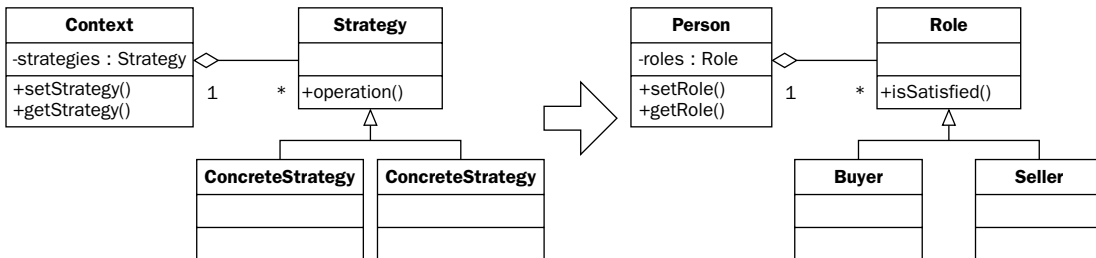 Context
-strategies : Strategy
+setStrategy()
+getStrategy()
1
*
Strategy
+operation()
ConcreteStrategy
ConcreteStrategy
Person
-roles : Role
+setRole()
+getRole()
1
*
Role
+isSatisfied()
Buyer
Seller